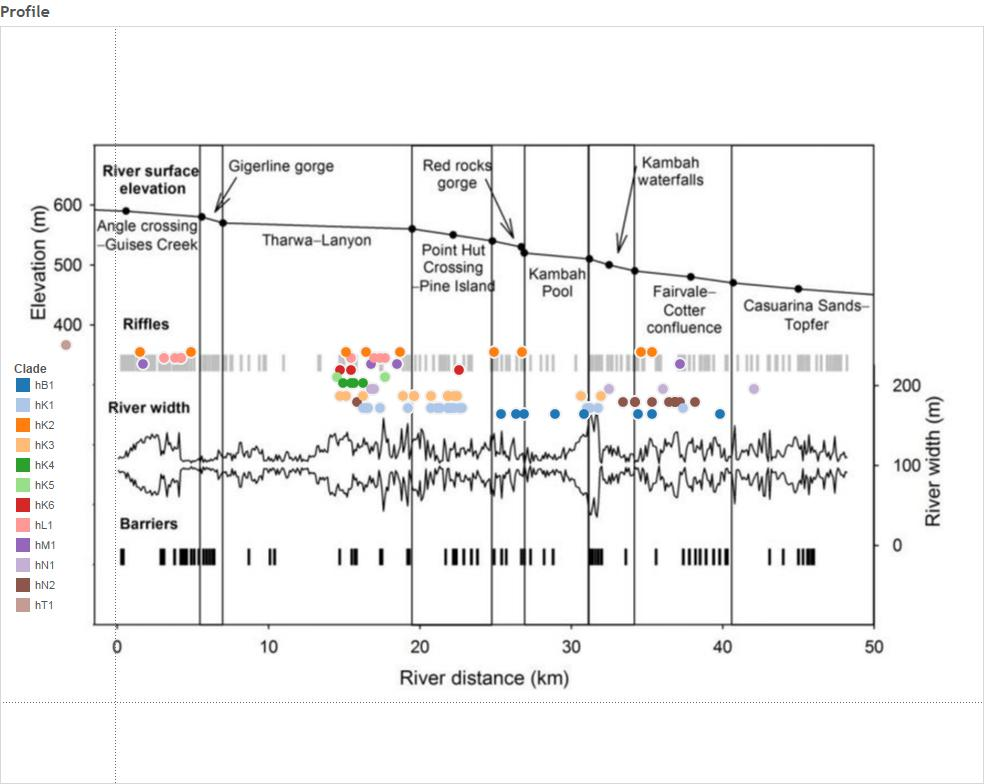 Profile
River surface
elevation
Gigerline gorge
Red rocks
gorge
Kambah
waterfalls
600
500
400
Elevation (m)
Angle crossing
–Guises Creek
Tharwa–Lanyon
Point Hut
Crossing
–Pine Island
Kambah
Pool
Fairvale–
Cotter
confluence
Casuarina Sands–
Topfer
Riffles
Clade
hB1
hK1
hK2
hK3
hK4
hK5
hK6
hL1
hM1
hN1
hN2
hT1
River width
Barriers
200
100
0
River width (m)
0 10 20 30 40 50
River distance (km)